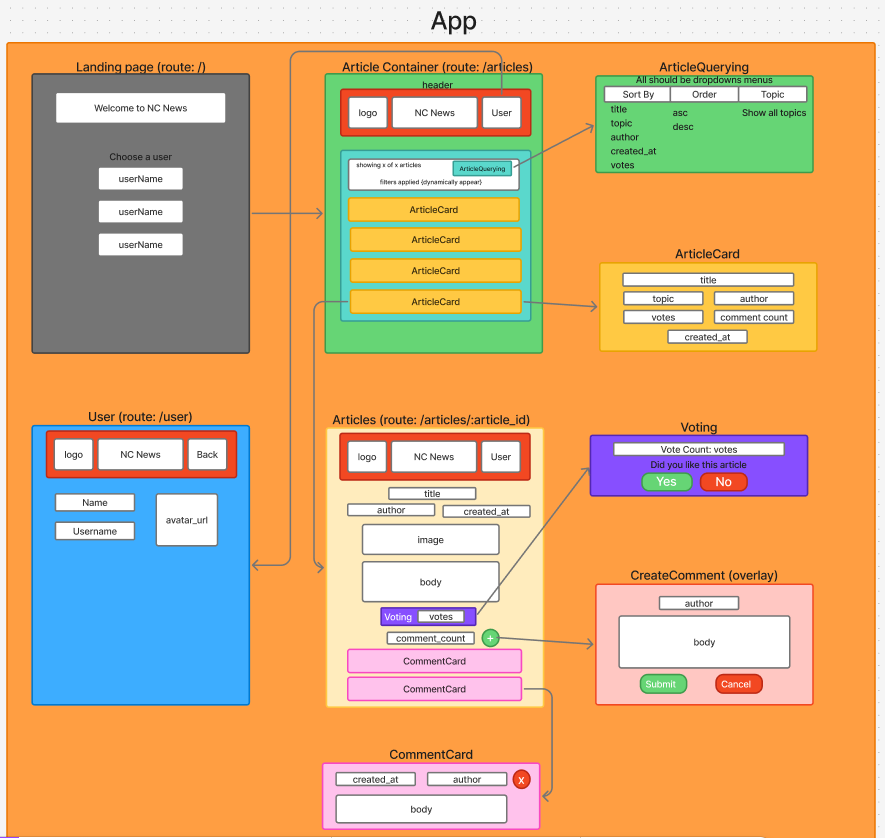 App
Landing page (route: /)
Welcome to NC News
Choose a user
userName
userName
userName
Article Container (route: /articles)
header
logo
NC News
User
showing x of x articles
ArticleQuerying
filters applied {dynamically appear}
ArticleCard
ArticleCard
ArticleCard
ArticleCard
ArticleQuerying
All should be dropdowns menus
Sort By
Order
Topic
title
topic
author
created_at
votes
asc
desc
Show all topics
ArticleCard
title
topic
author
votes
comment count
created_at
User (route: /user)
logo
NC News
Back
Name
Username
avatar_url
Articles (route: /articles/:article_id)
logo
NC News
User
title
author
created_at
image
body
Voting
votes
comment_count
+
CommentCard
CommentCard
Voting
Vote Count: votes
Did you like this article
Yes
No
CreateComment (overlay)
author
body
Submit
Cancel
CommentCard
created_at
author
x
body